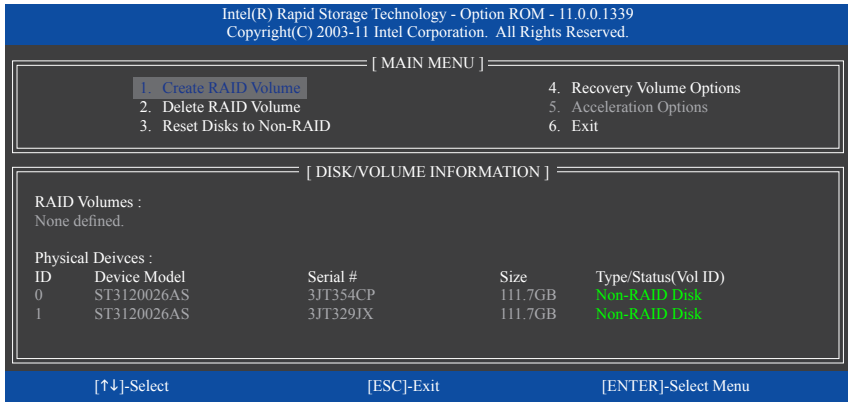 Intel(R) Rapid Storage Technology - Option ROM - 11.0.0.1339
Copyright(C) 2003-11 Intel Corporation. All Rights Reserved.
[ MAIN MENU ]
1. Create RAID Volume
2. Delete RAID Volume
3. Reset Disks to Non-RAID
4. Recovery Volume Options
5. Acceleration Options
6. Exit
[ DISK/VOLUME INFORMATION ]
RAID Volumes :
None defined.
Physical Deivces :
ID Device Model Serial # Size Type/Status(Vol ID)
0 ST3120026AS 3JT354CP 111.7GB Non-RAID Disk
1 ST3120026AS 3JT329JX 111.7GB Non-RAID Disk
[↑↓]-Select [ESC]-Exit [ENTER]-Select Menu